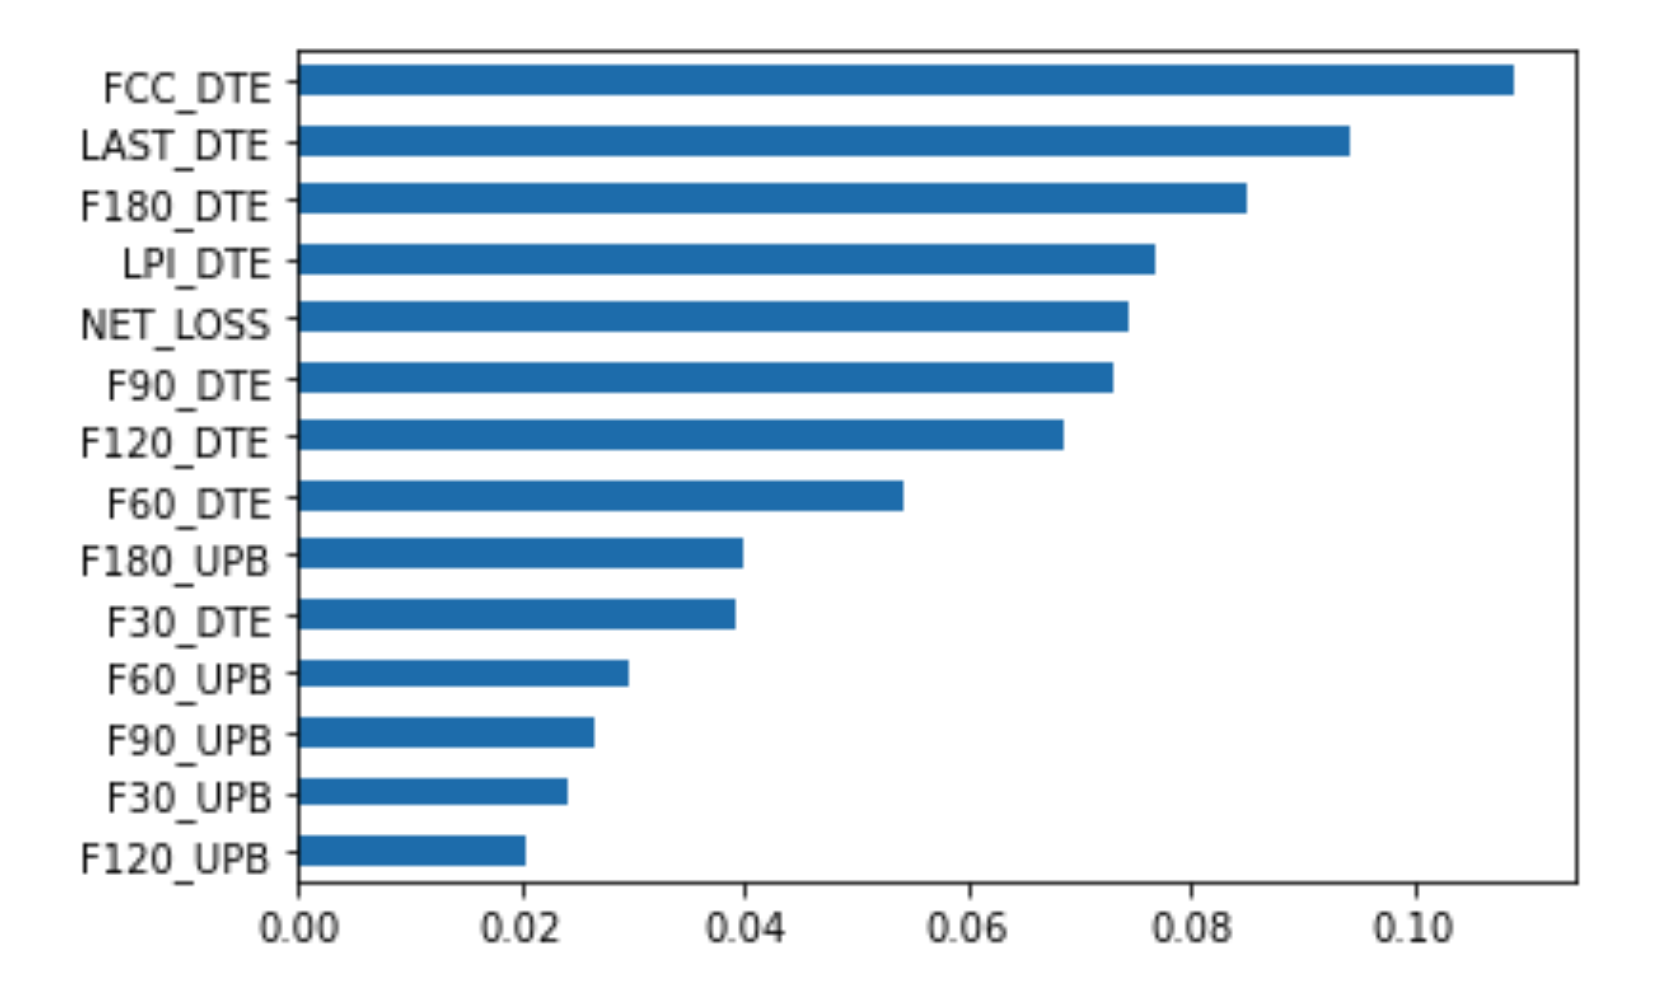 FCC_DTE
LAST_DTE
F180_DTE
LPI_DTE
NET_LOSS
F90_DTE
F120_DTE
F60_DTE
F180_UPB
F30_DTE
F60_UPB
F90_UPB
F30_UPB
F120_UPB
0.00 0.02 0.04 0.06 0.08 0.10